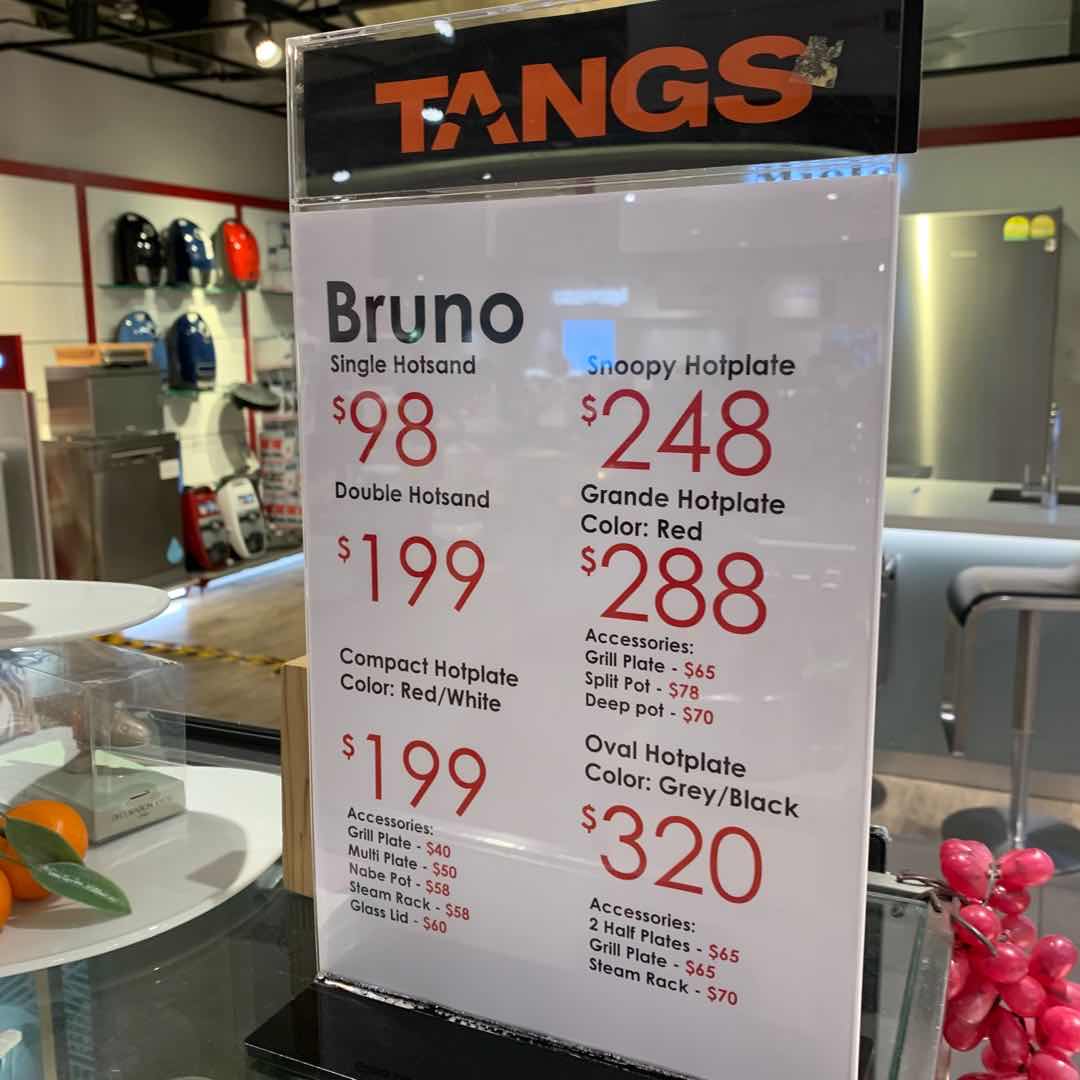 TANGS
Bruno
Single Hotsand
$98
Double Hotsand
$199
Compact Hotplate
Color: Red/White
$199
Accessories:
Grill Plate - $40
Multi Plate - $50
Nabe Pot - $58
Steam Rack - $58
Glass Lid - $60
Snoopy Hotplate
$248
Grande Hotplate
Color: Red
$288
Accessories:
Grill Plate - $65
Split Pot - $78
Deep pot - $70
Oval Hotplate
Color: Grey/Black
$320
Accessories:
2 Half Plates - $65
Grill Plate - $65
Steam Rack - $70